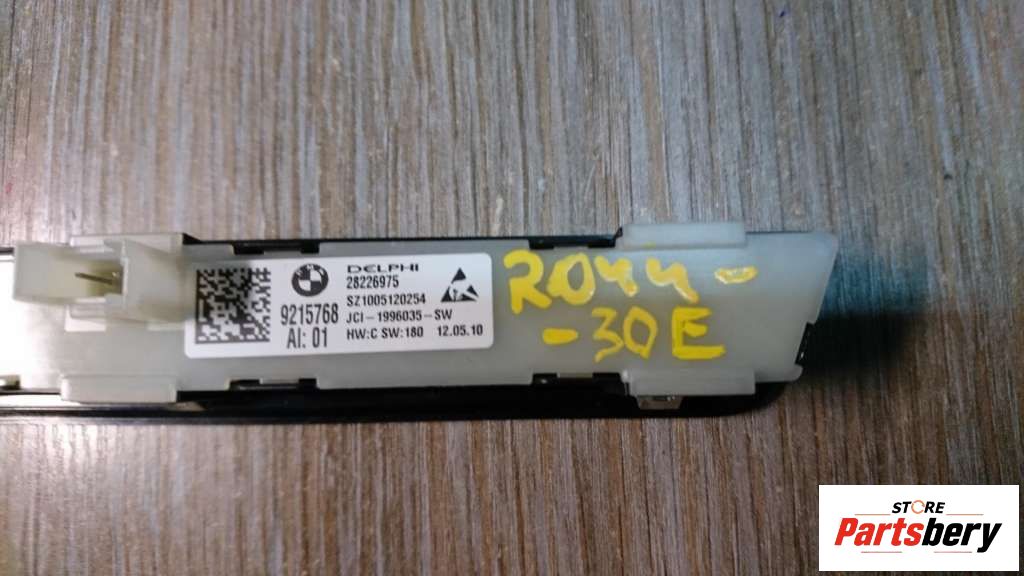 DELPHI
28226975
SZ1005120254
9215768
JCI-1996035-SW
AI: 01
HW:C SW:180 12.05.10
R044-
-30E
STORE
Partsbery